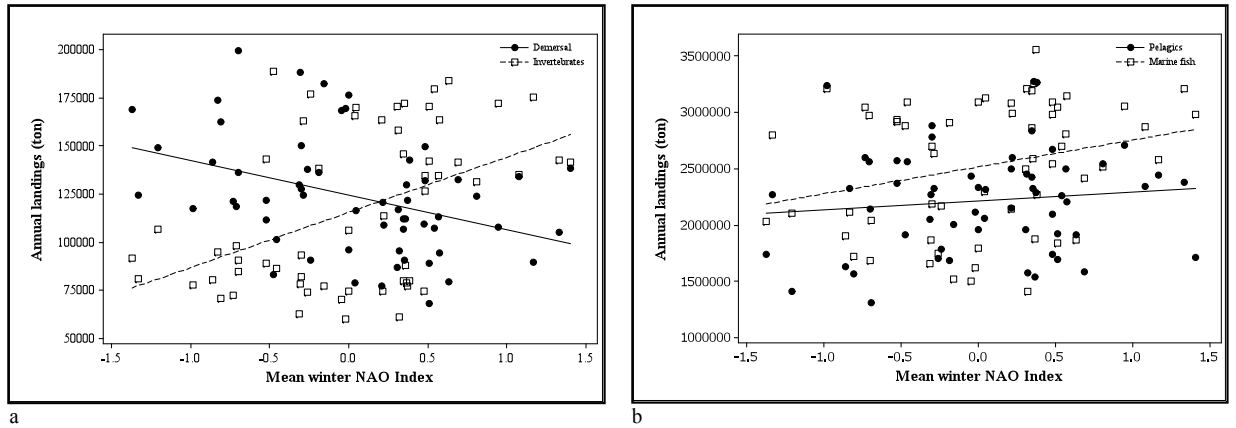 200000
175000
150000
125000
100000
75000
50000
Annual landings (ton)
Demersal
Invertebrates
-1.5
-1.0
-0.5
0.0
0.5
1.0
1.5
Mean winter NAO Index
a
3500000
3000000
2500000
2000000
1500000
1000000
Annual landings (ton)
Pelagics
Marine fish
-1.5
-1.0
-0.5
0.0
0.5
1.0
1.5
Mean winter NAO Index
b